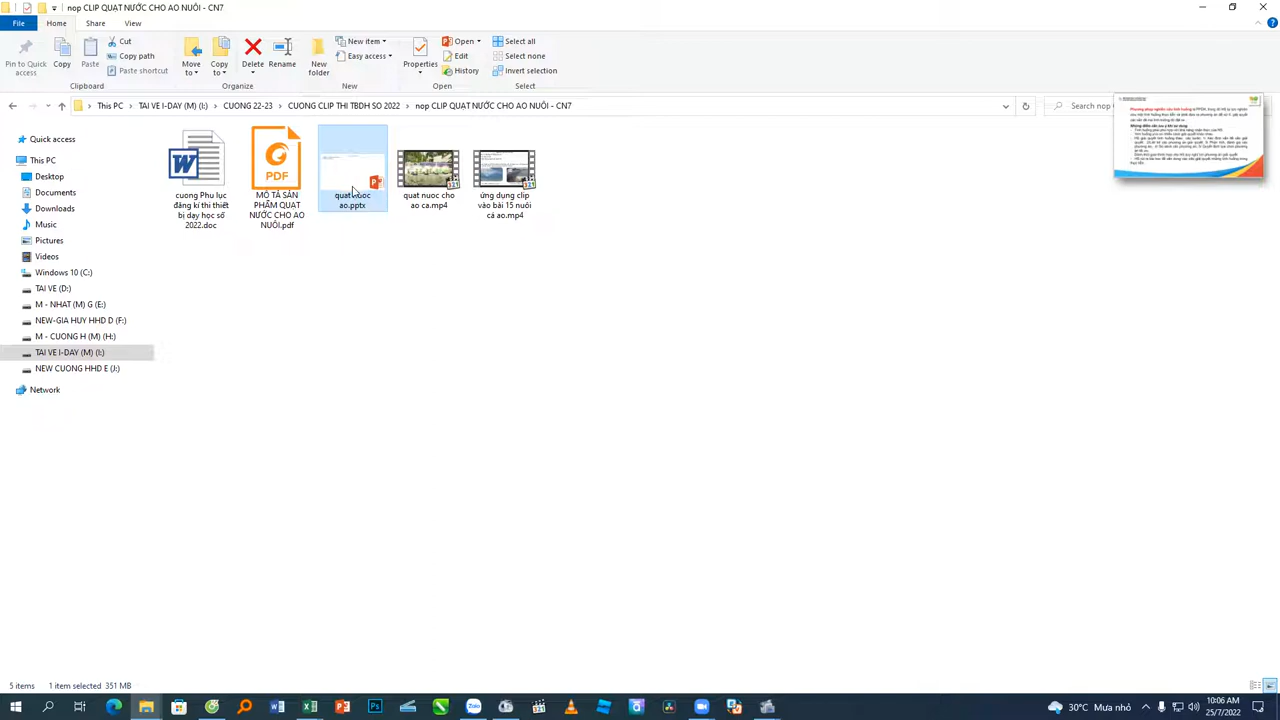 nop CLIP QUẠT NƯỚC CHO AO NUÔI - CN7
File
Home
Share
View
Pin to Quick access
Copy
Paste
Cut
Copy path
Paste shortcut
Move to
Copy to
Delete
Rename
New folder
New item
Easy access
Properties
Open
Edit
History
Select all
Select none
Invert selection
Clipboard
Organize
New
Open
Select
This PC
TAI VE I-DAY (M) (I:)
CUONG 22-23
CUONG CLIP THI TBDH SO 2022
nop CLIP QUẠT NƯỚC CHO AO NUÔI - CN7
Search nop
Quick access
This PC
Desktop
Documents
Downloads
Music
Pictures
Videos
Windows 10 (C:)
TAI VE (D:)
M - NHAT (M) G (E:)
NEW-GIA HUY HHD D (F:)
M - CUONG H (M) (H:)
TAI VE I-DAY (M) (I:)
NEW CUONG HHD E (J:)
Network
cuong Phu lục
đăng kí thi thiết
bị dạy học số
2022.doc
PDF
MÔ TẢ SẢN
PHẨM QUẠT
NƯỚC CHO AO
NUÔI.pdf
quat nuoc
ao.pptx
quat nuoc cho
ao ca.mp4
ứng dụng clip
vào bài 15 nuôi
cá ao.mp4
5 items
1 item selected 351 MB
Zalo
30°C Mưa nhỏ
10:06 AM
25/7/2022